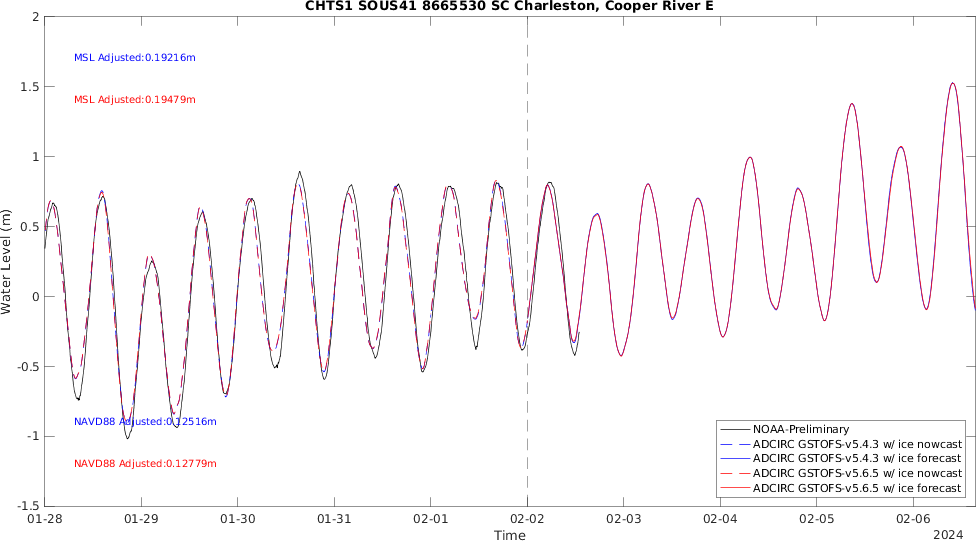 CHTS1 SOUS41 8665530 SC Charleston, Cooper River E
2
1.5
1
0.5
0
-0.5
-1
-1.5
Water Level (m)
MSL Adjusted:0.19216m
MSL Adjusted:0.19479m
NAVD88 Adjusted:0.12516m
NAVD88 Adjusted:0.12779m
NOAA-Preliminary
ADCIRC GSTOFS-v5.4.3 w/ ice nowcast
ADCIRC GSTOFS-v5.4.3 w/ ice forecast
ADCIRC GSTOFS-v5.6.5 w/ ice nowcast
ADCIRC GSTOFS-v5.6.5 w/ ice forecast
01-28 01-29 01-30 01-31 02-01 02-02 02-03 02-04 02-05 02-06
Time
2024